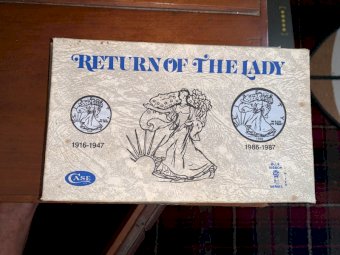 RETURN OF THE LADY
1916-1947
1986-1987
CASE